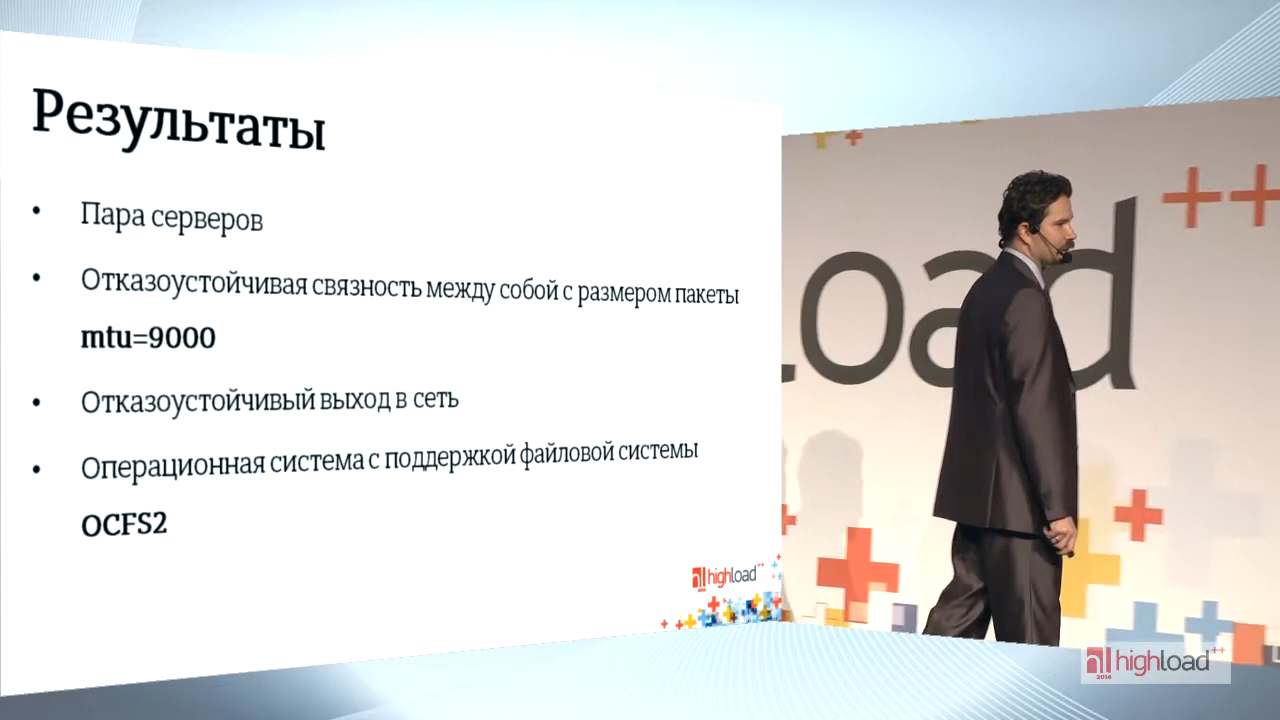 Результаты
• Пара серверов
• Отказоустойчивая связность между собой с размером пакеты
mtu=9000
• Отказоустойчивый выход в сеть
• Операционная система с поддержкой файловой системы
OCFS2
highload++
load++
highload++
2014